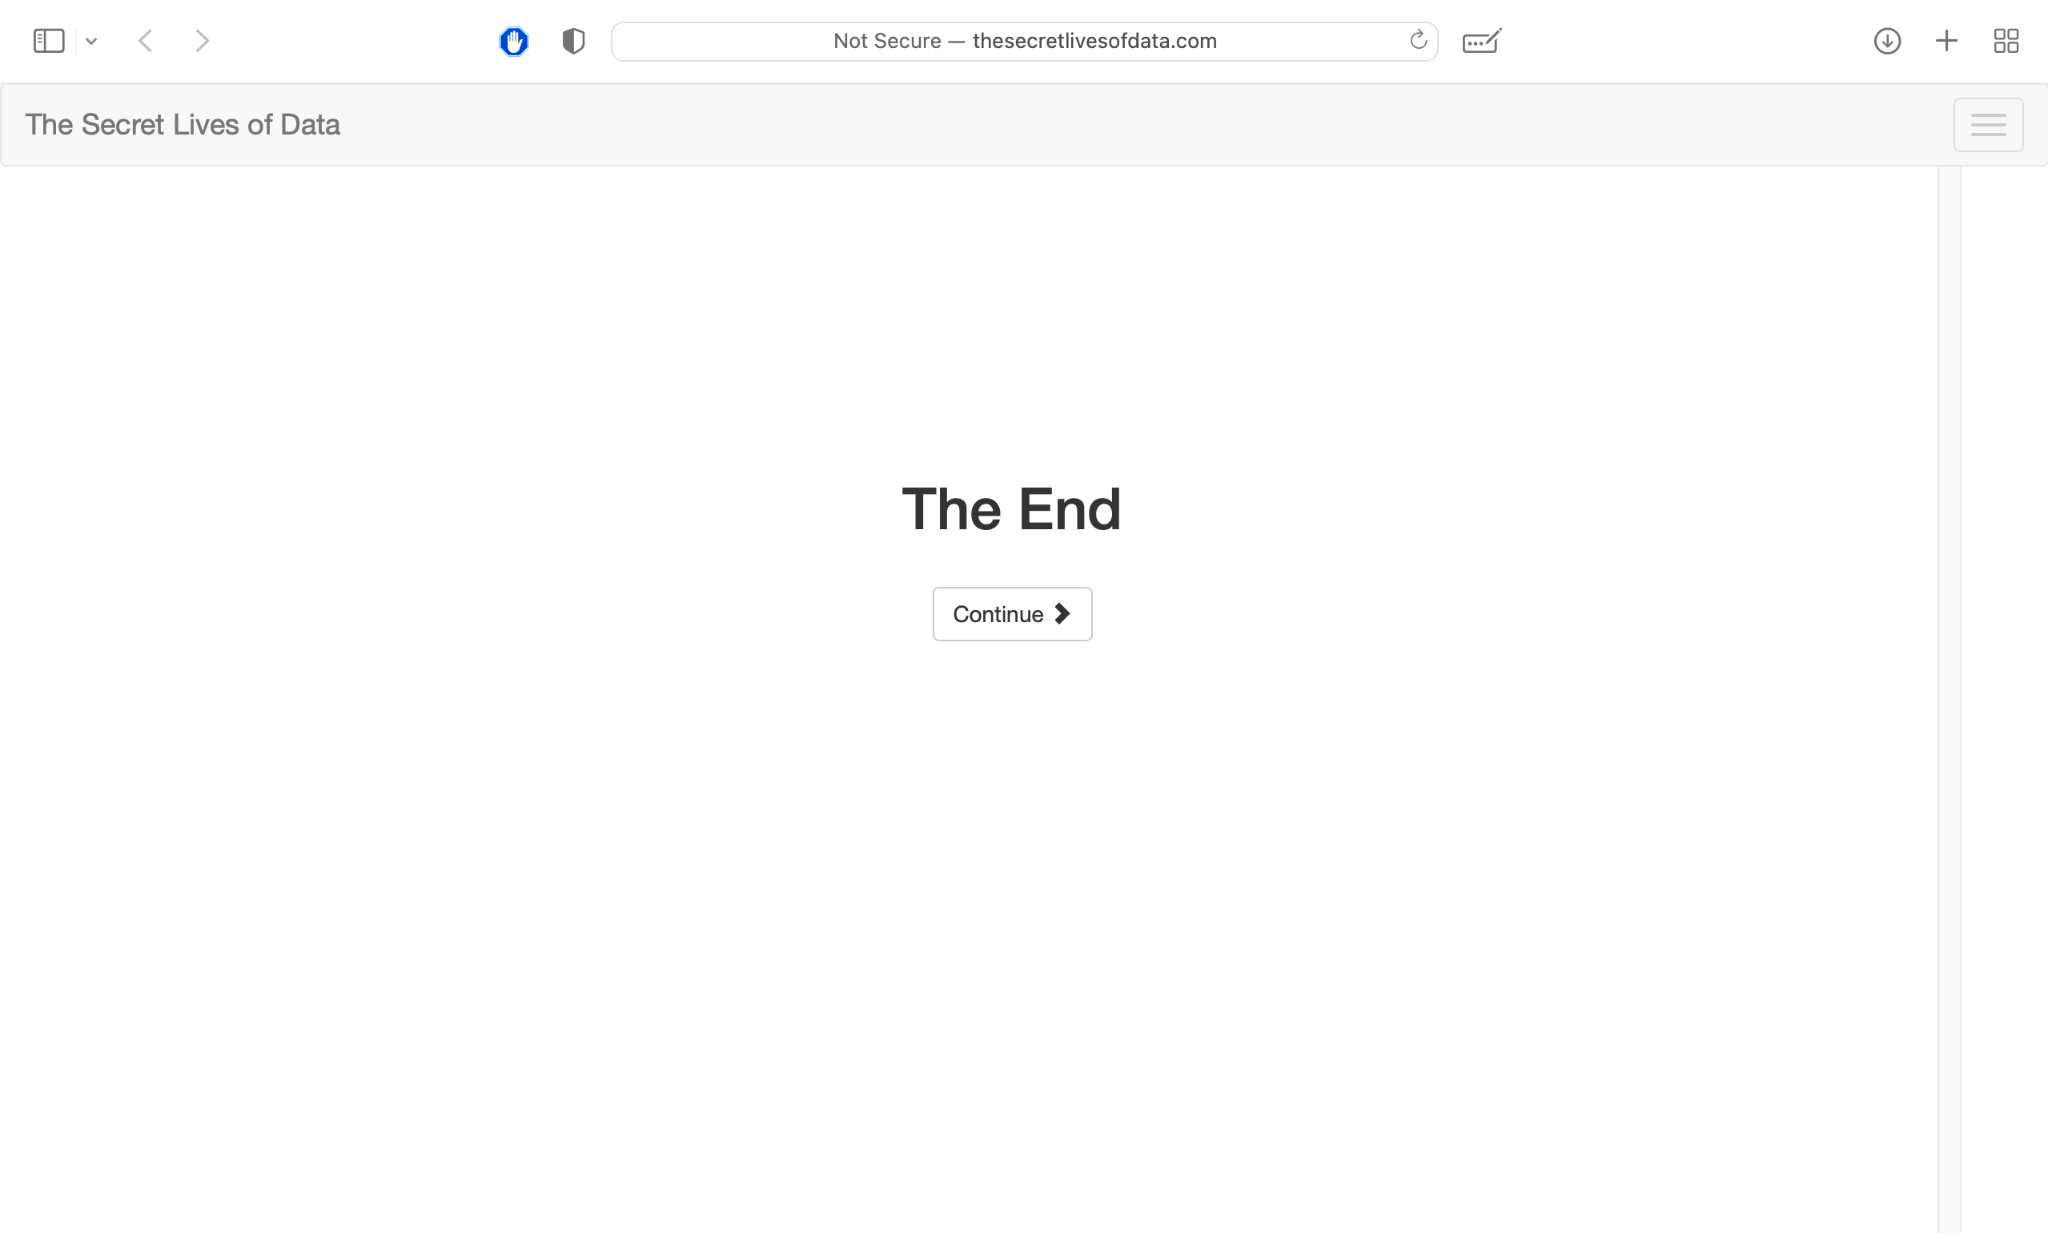 Not Secure — thesecretlivesofdata.com
The Secret Lives of Data
The End
Continue